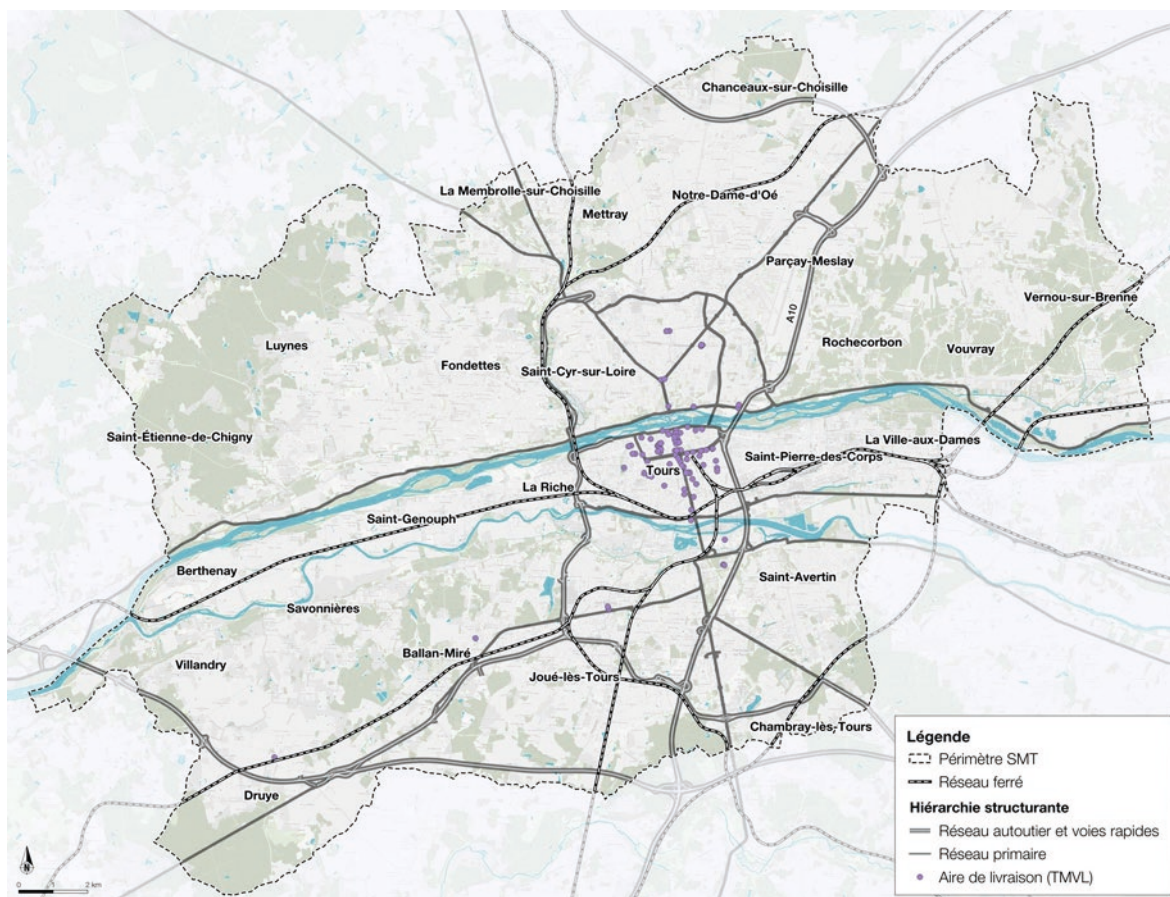 Chanceaux-sur-Choisille
La Membrolle-sur-Choisille
Notre-Dame-d'Oé
Mettray
Parçay-Meslay
Vernou-sur-Brenne
A10
Luynes
Rochecorbon
Vouvray
Fondettes
Saint-Cyr-sur-Loire
Saint-Étienne-de-Chigny
La Ville-aux-Dames
Saint-Pierre-des-Corps
Tours
La Riche
Saint-Genouph
Berthenay
Saint-Avertin
Savonnières
Villandry
Ballan-Miré
Joué-lès-Tours
Chambray-lès-Tours
Druye
Légende
Périmètre SMT
Réseau ferré
Hiérarchie structurante
Réseau autoutier et voies rapides
Réseau primaire
Aire de livraison (TMVL)
N
0 1 2 km